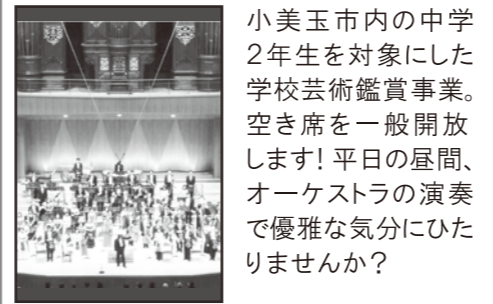 小美玉市内の中学
2年生を対象にした
学校芸術鑑賞事業。
空き席を一般開放
します! 平日の昼間、
オーケストラの演奏
で優雅な気分にひた
りませんか?